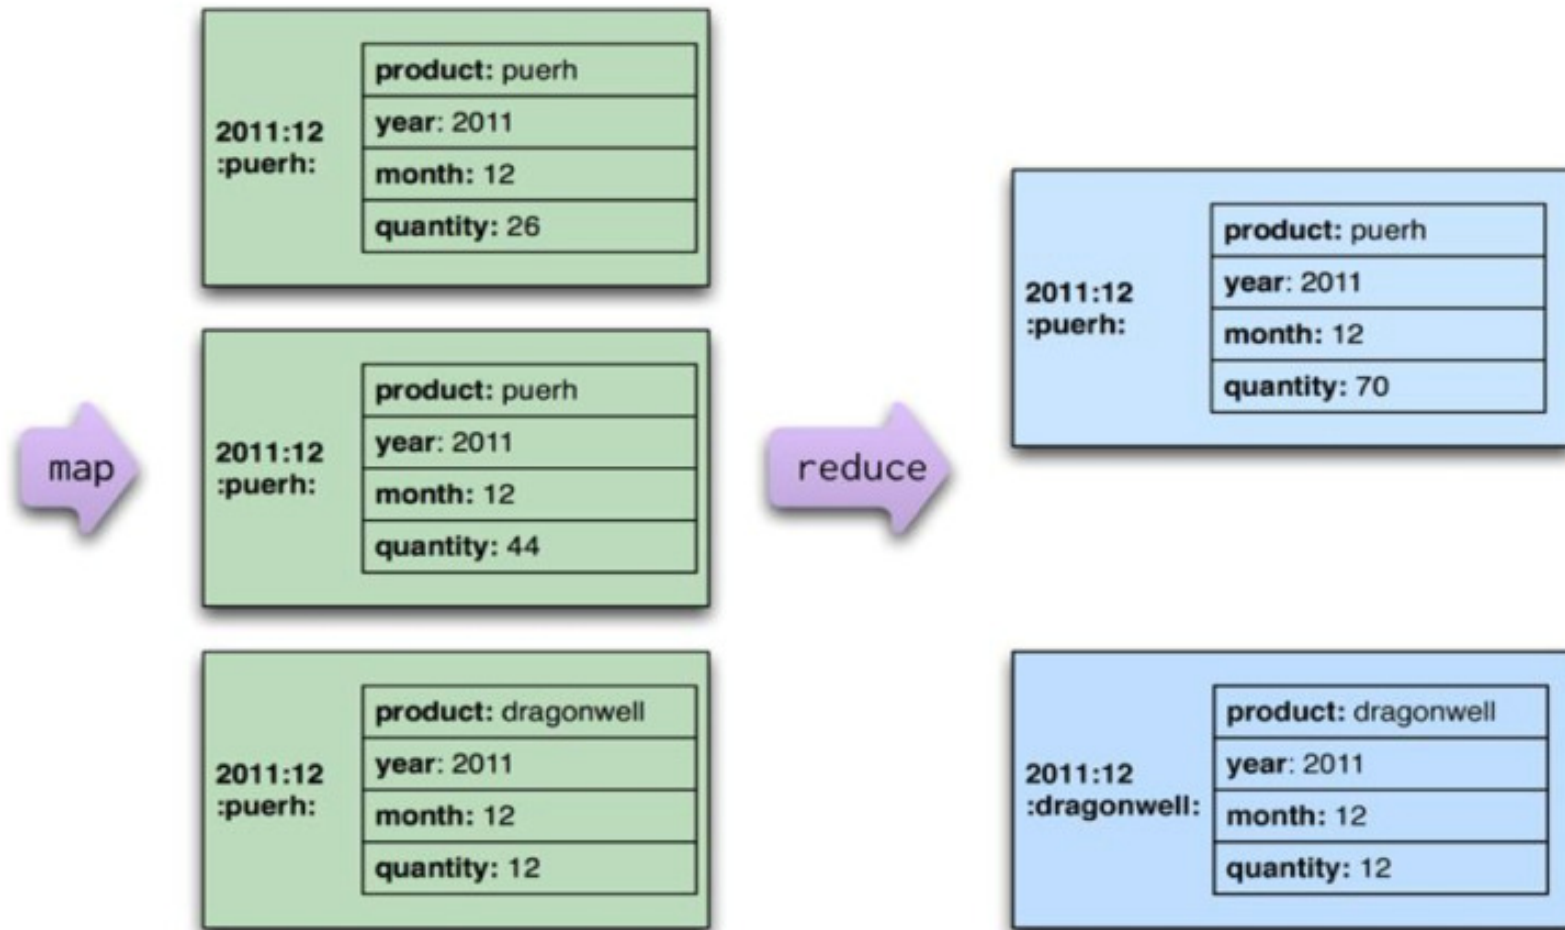 map
2011:12
:puerh:
product: puerh
year: 2011
month: 12
quantity: 26
2011:12
:puerh:
product: puerh
year: 2011
month: 12
quantity: 44
2011:12
:puerh:
product: dragonwell
year: 2011
month: 12
quantity: 12
reduce
2011:12
:puerh:
product: puerh
year: 2011
month: 12
quantity: 70
2011:12
:dragonwell:
product: dragonwell
year: 2011
month: 12
quantity: 12